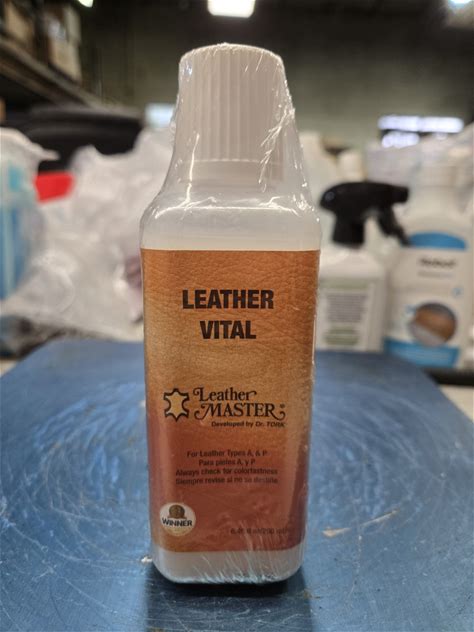 LEATHER
VITAL
Leather
MASTER
Developed by Dr. TORK
For Leather Types A, & P
Para pieles A, y P
Always check for colorfastness
Siempre revise si no se destiñe
WINNER